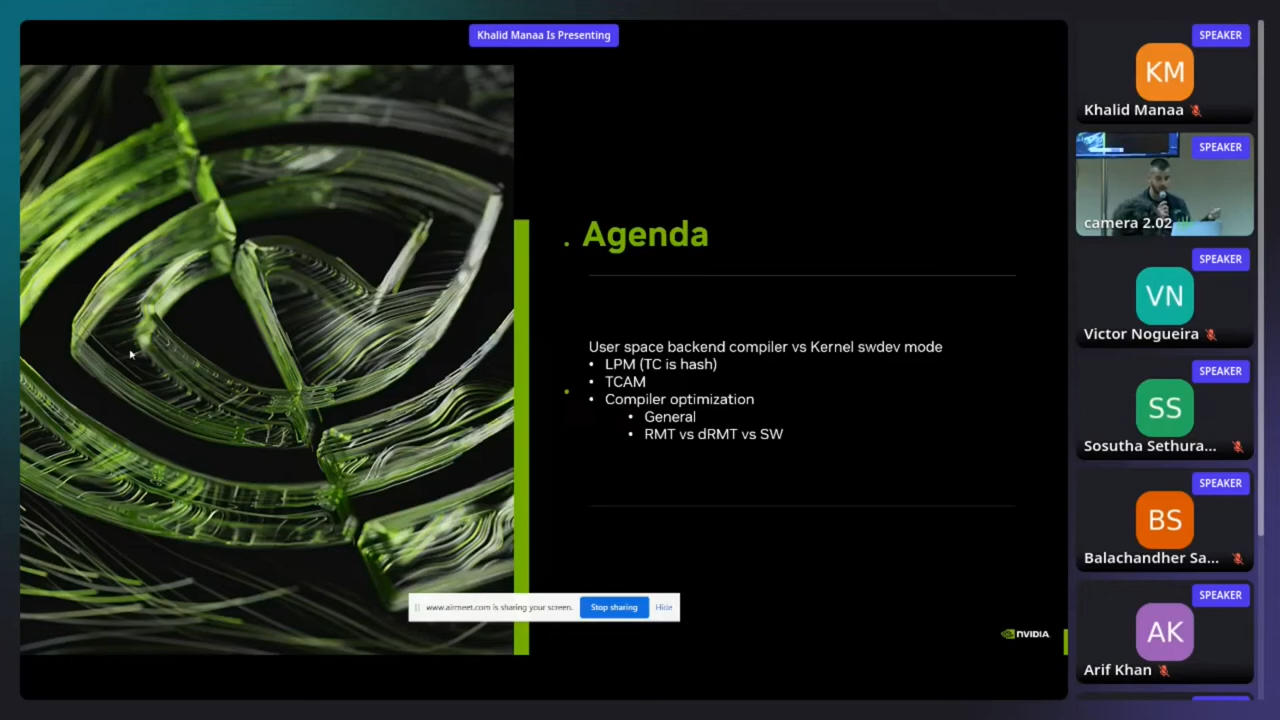 Khalid Manaa Is Presenting
. Agenda
User space backend compiler vs Kernel swdev mode
• LPM (TC is hash)
• TCAM
• Compiler optimization
• General
• RMT vs dRMT vs SW
www.airmeet.com is sharing your screen. Stop sharing Hide
NVIDIA
SPEAKER
KM
Khalid Manaa
SPEAKER
camera 2.02
SPEAKER
VN
Victor Nogueira
SPEAKER
SS
Sosutha Sethura...
SPEAKER
BS
Balachandher Sa...
SPEAKER
AK
Arif Khan